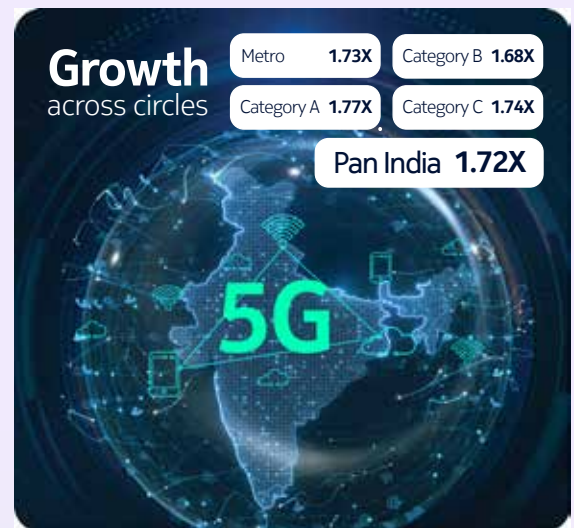 Growth
across circles
Metro 1.73X
Category B 1.68X
Category A 1.77X
Category C 1.74X
Pan India 1.72X
5G